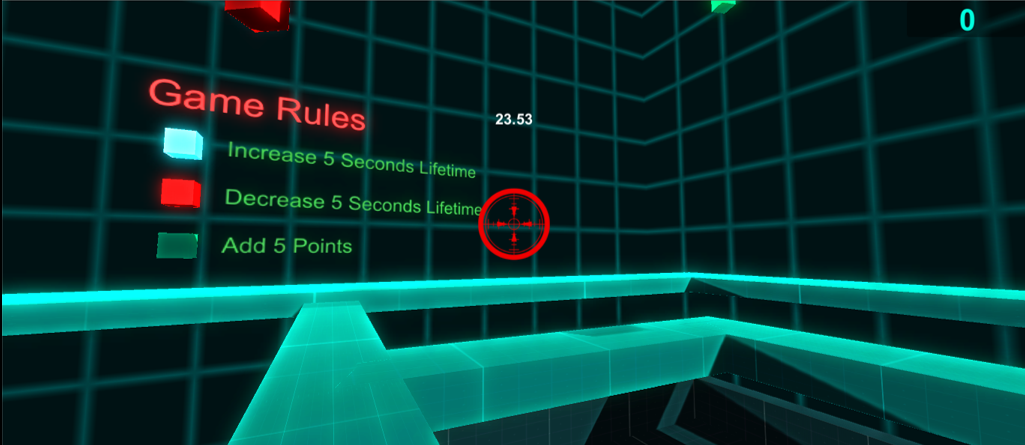 0
23.53
Game Rules
Increase 5 Seconds Lifetime
Decrease 5 Seconds Lifetime
Add 5 Points